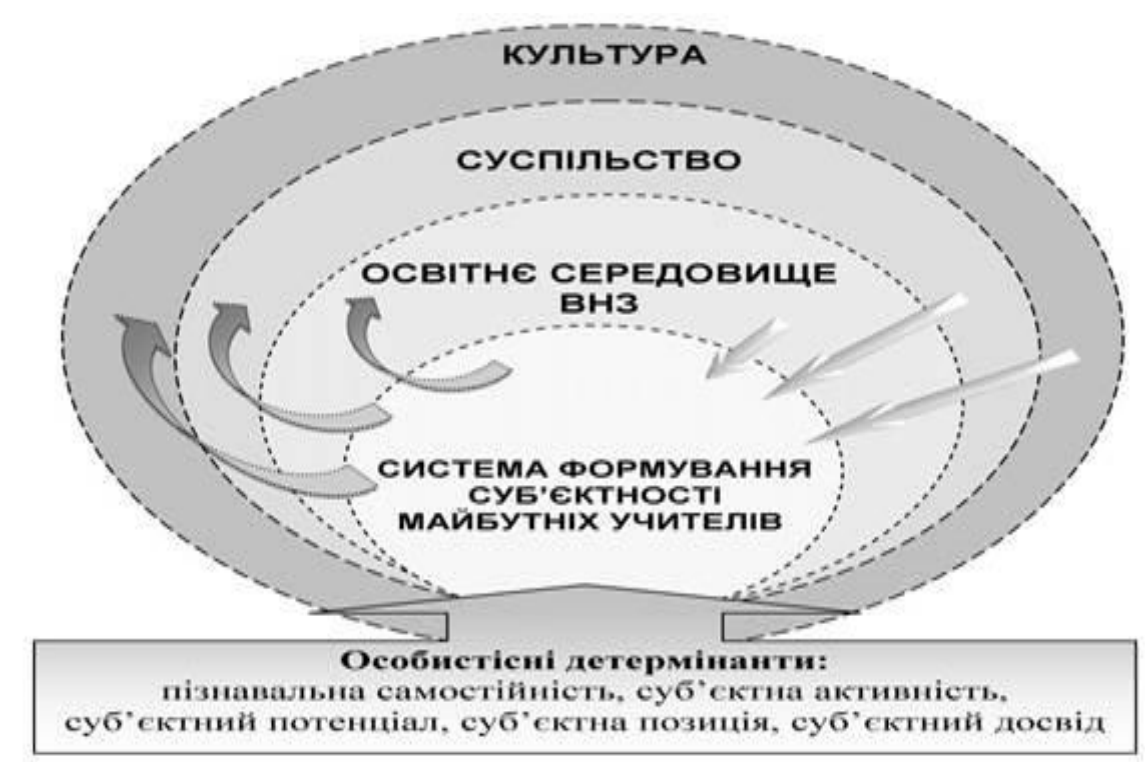 КУЛЬТУРА
СУСПІЛЬСТВО
ОСВІТНЄ СЕРЕДОВИЩЕ
ВНЗ
СИСТЕМА ФОРМУВАННЯ
СУБ’ЄКТНОСТІ
МАЙБУТНІХ УЧИТЕЛІВ
Особистісні детермінанти:
пізнавальна самостійність, суб’єктна активність,
суб’єктний потенціал, суб’єктна позиція, суб’єктний досвід